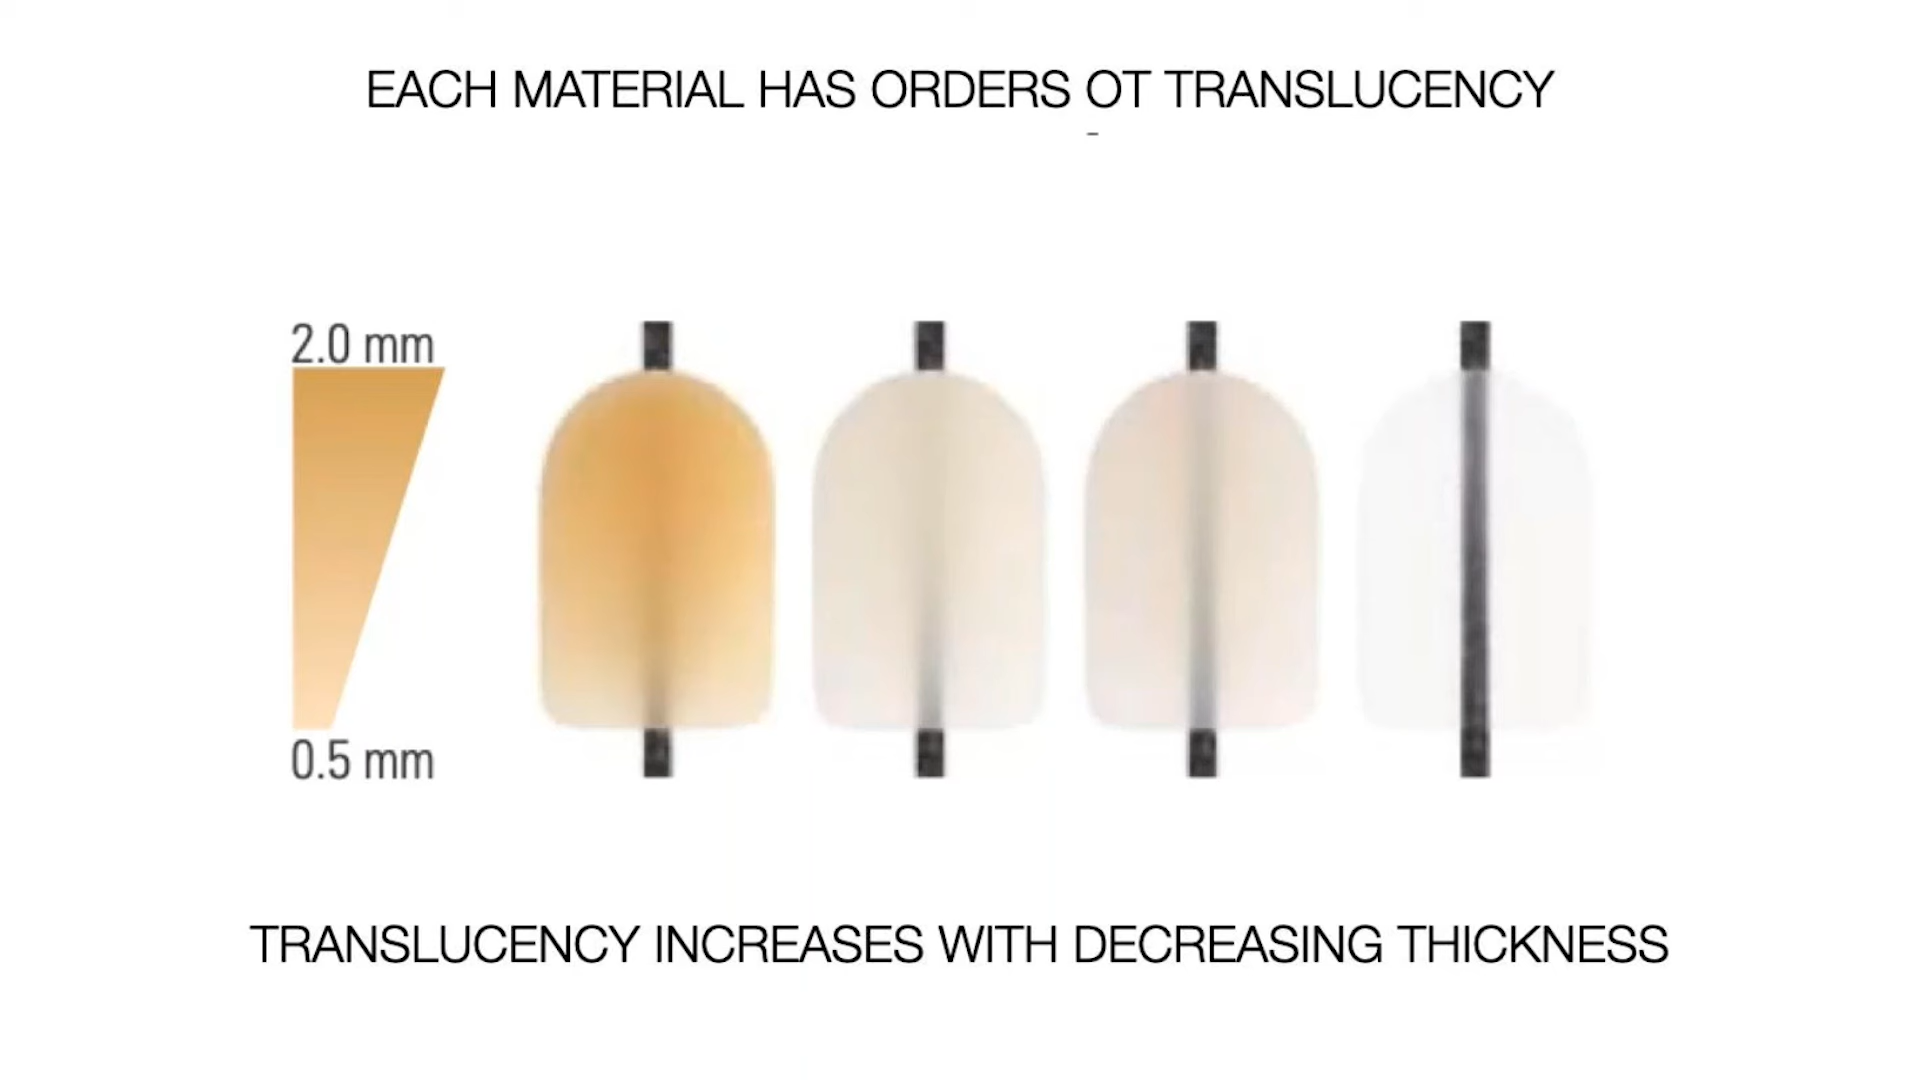 EACH MATERIAL HAS ORDERS OT TRANSLUCENCY
2.0 mm
0.5 mm
TRANSLUCENCY INCREASES WITH DECREASING THICKNESS